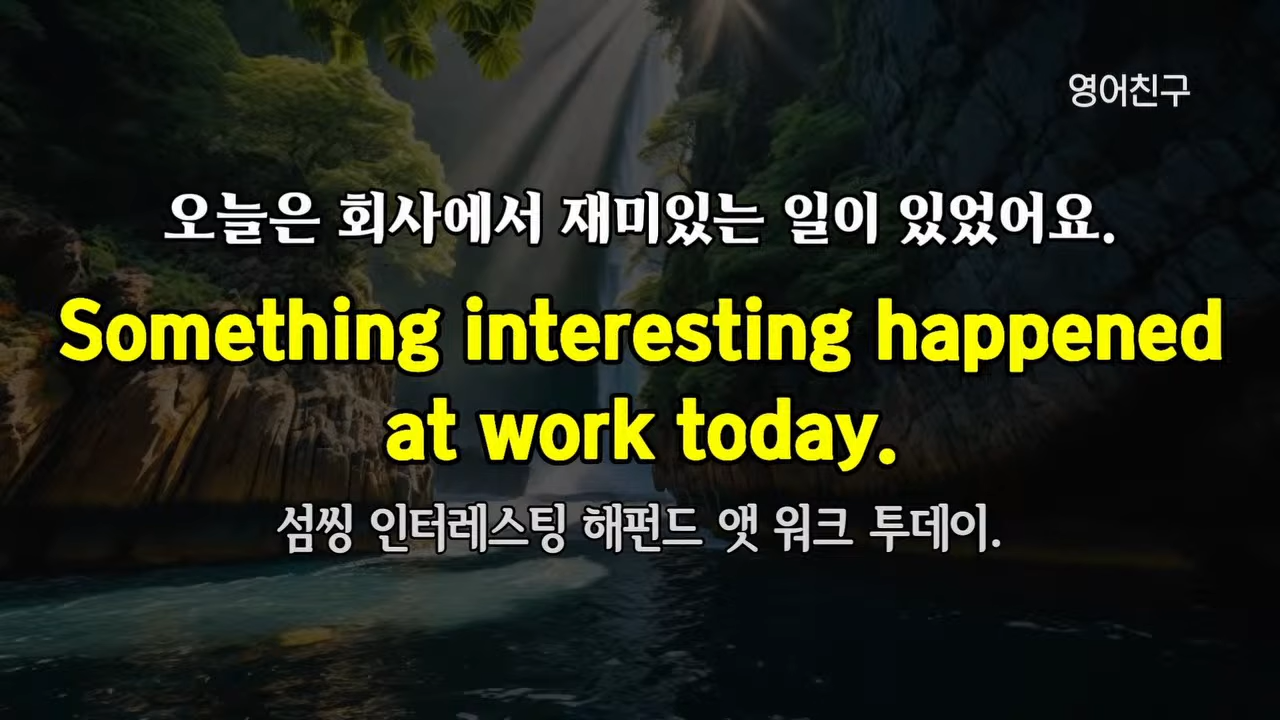 영어친구
오늘은 회사에서 재미있는 일이 있었어요.
Something interesting happened
at work today.
섬씽 인터레스팅 해펀드 앳 워크 투데이.